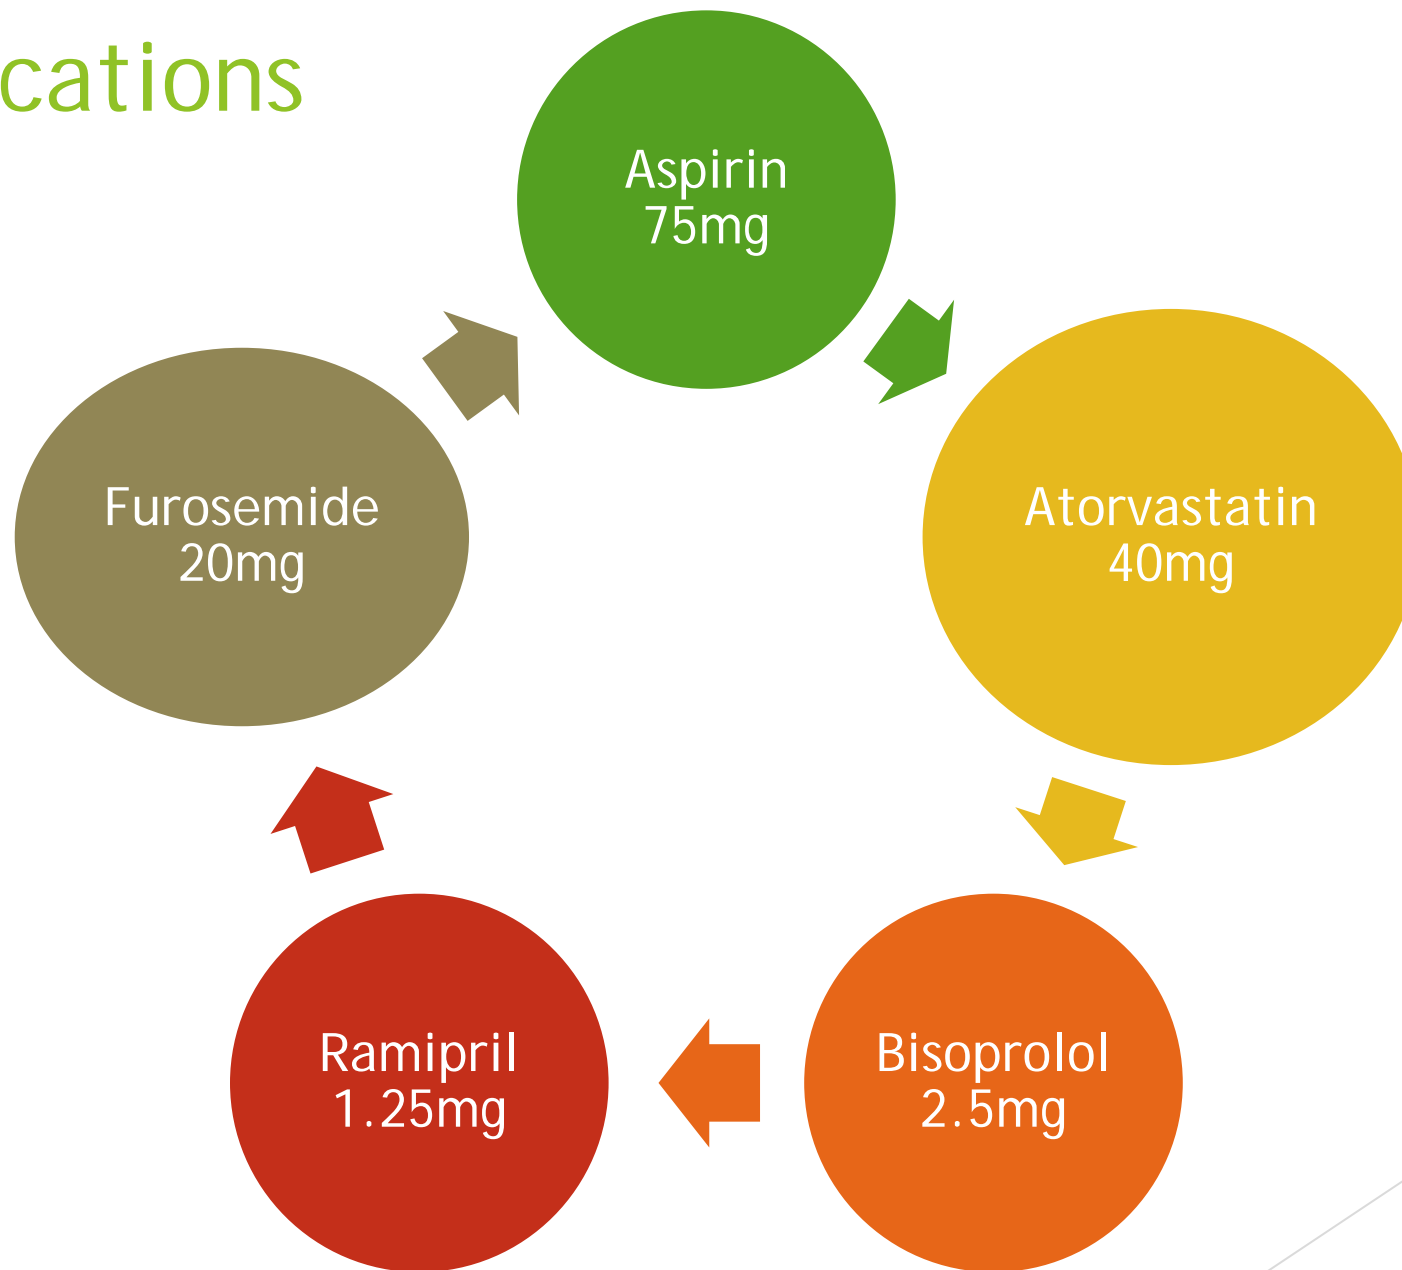 cations
Aspirin
75mg
Atorvastatin
40mg
Bisoprolol
2.5mg
Ramipril
1.25mg
Furosemide
20mg